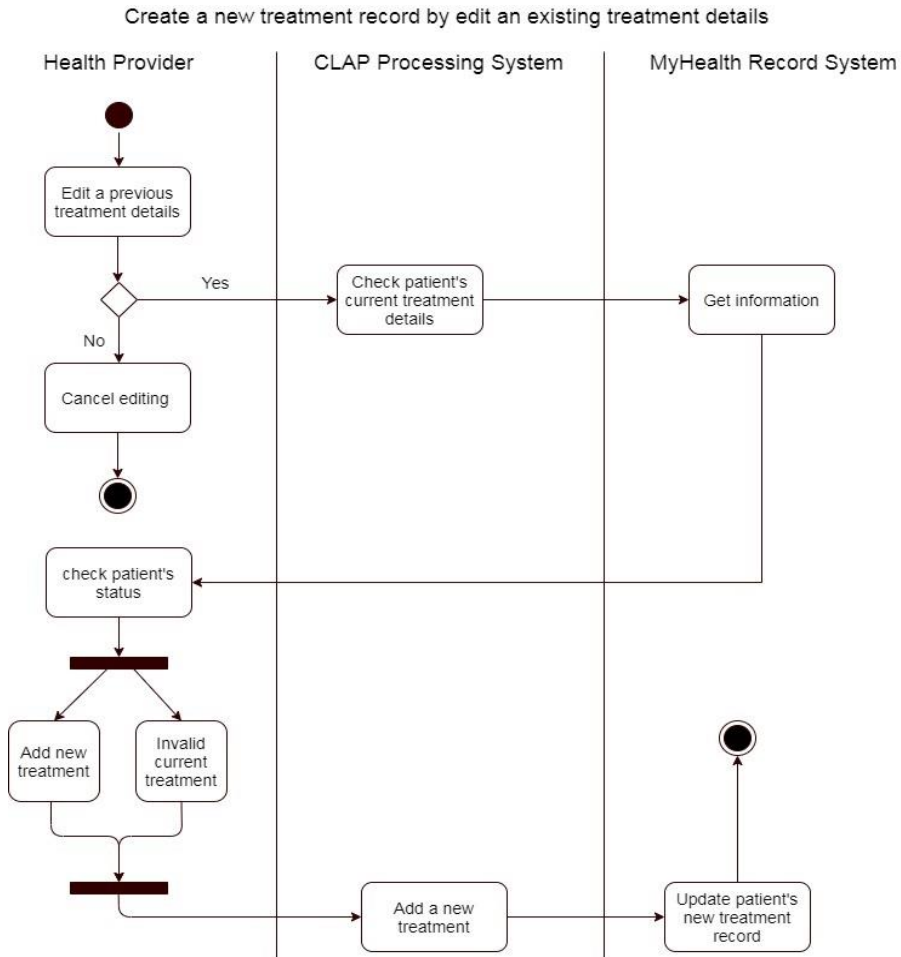 Create a new treatment record by edit an existing treatment details
Health Provider
CLAP Processing System
MyHealth Record System
Edit a previous
treatment details
Yes
Check patient's
current treatment
details
Get information
No
Cancel editing
check patient's
status
Add new
treatment
Invalid
current
treatment
Add a new
treatment
Update patient's
new treatment
record